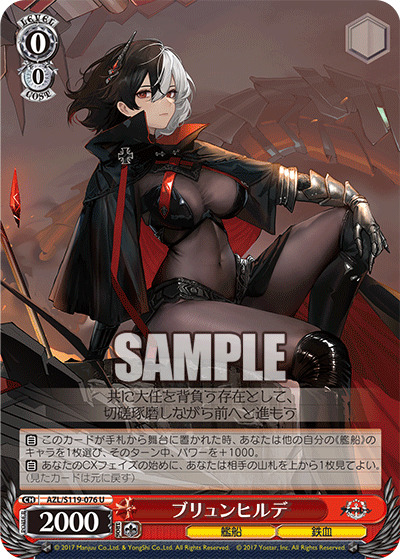 LEVEL
0
0
COST
SAMPLE
共に大任を背負う存在として、
切磋琢磨しながら前へと進もう
自 このカードが手札から舞台に置かれた時、あなたは他の自分の《艦船》の
キャラを1枚選び、そのターン中、パワーを+1000。
自 あなたのCXフェイズの始めに、あなたは相手の山札を上から1枚見てよい。
(見たカードは元に戻す)
CH AZL/S119-076 U
2000
ブリュンヒルデ
艦船 鉄血
© 2017 Manjuu Co.,Ltd. & YongShi Co.,Ltd. All Rights Reserved. © 2017 Yostar, Inc. All Rights Reserved.